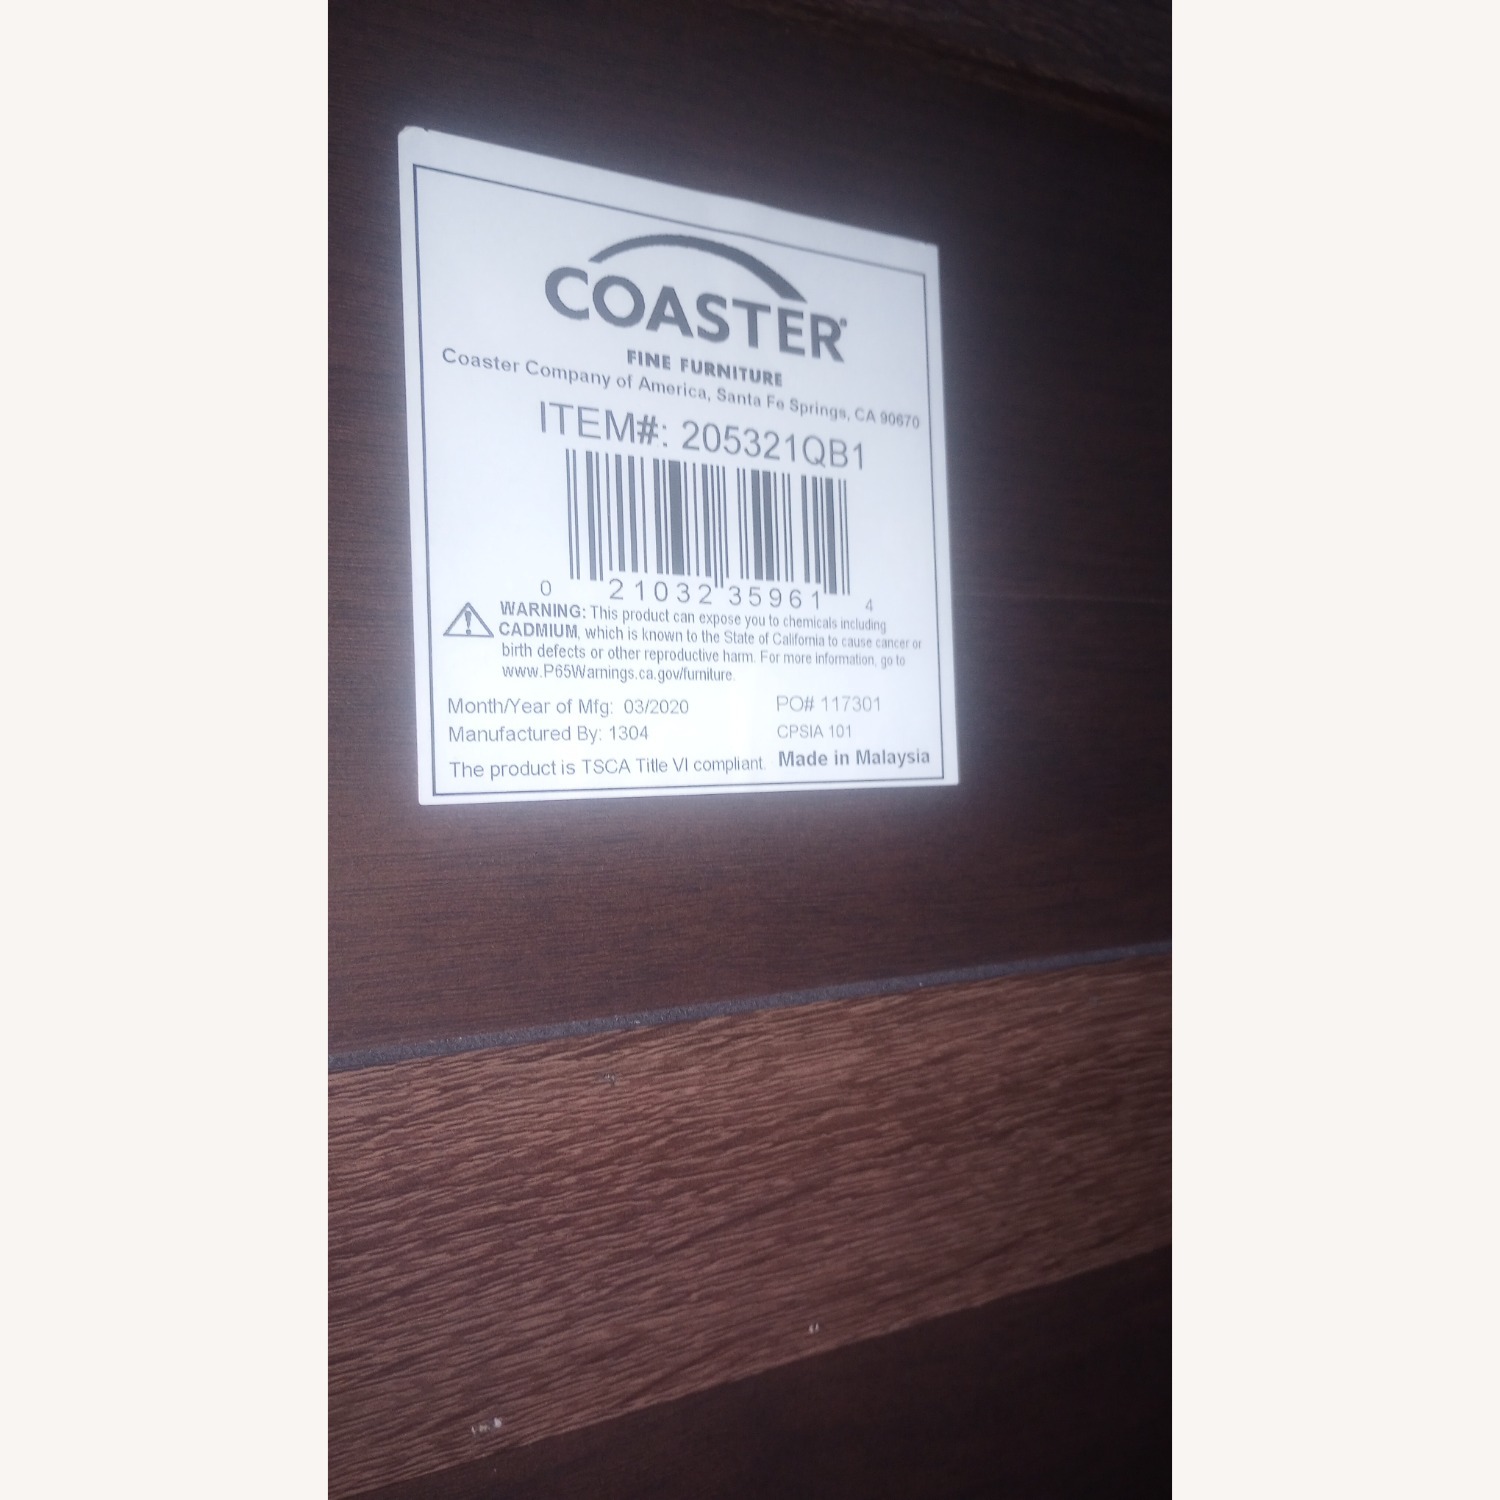 COASTER®
FINE FURNITURE
Coaster Company of America, Santa Fe Springs, CA 90670
ITEM#: 205321QB1
0 21032 35961 4
WARNING: This product can expose you to chemicals including
CADMIUM, which is known to the State of California to cause cancer or
birth defects or other reproductive harm. For more information, go to
www.P65Warnings.ca.gov/furniture.
Month/Year of Mfg: 03/2020 PO# 117301
Manufactured By: 1304 CPSIA 101
The product is TSCA Title VI compliant. Made in Malaysia